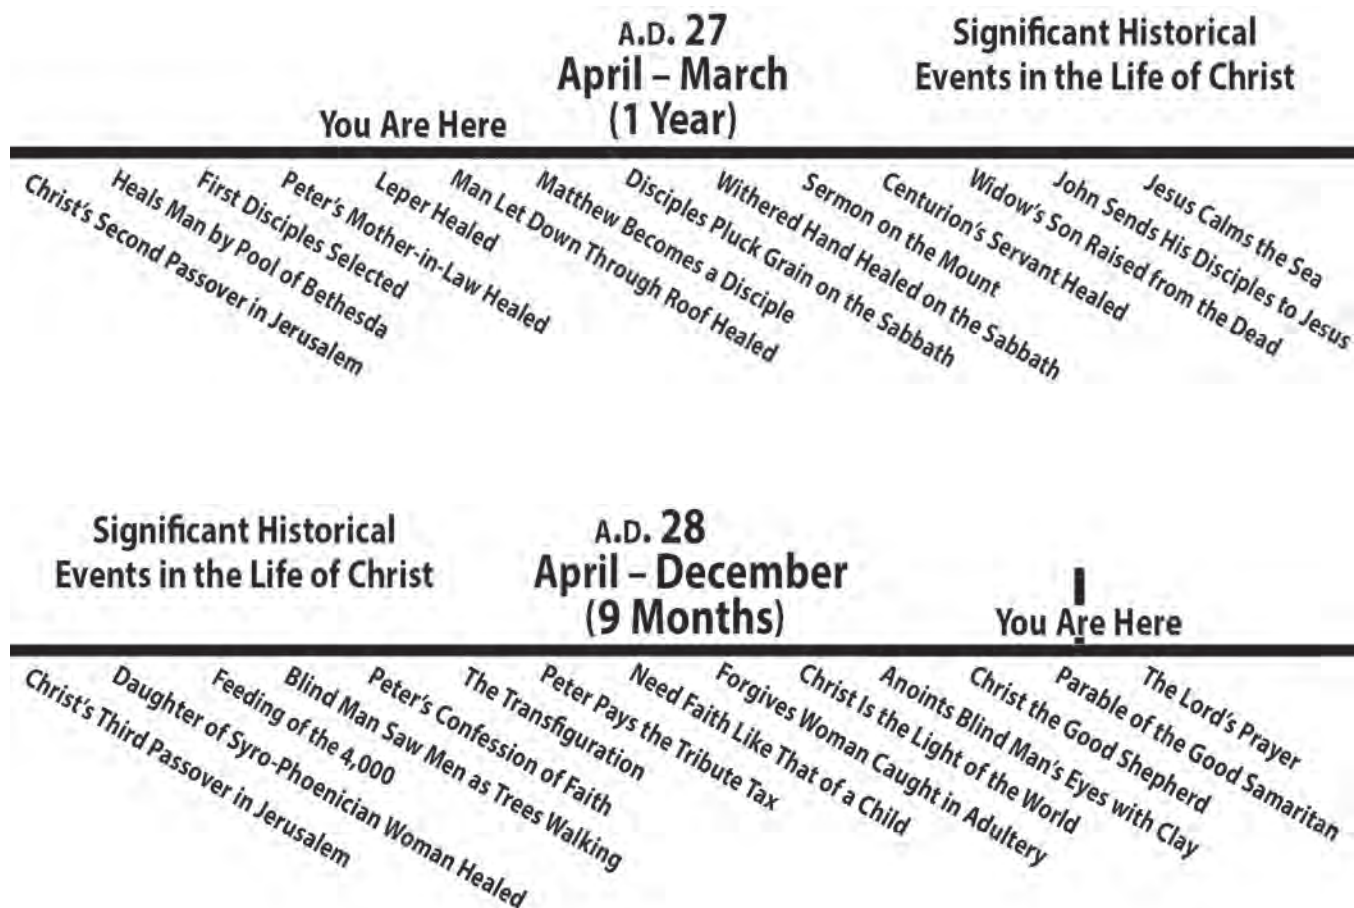 A.D. 27
April – March
(1 Year)
Significant Historical
Events in the Life of Christ
You Are Here
Christ's Second Passover in Jerusalem
Heals Man by Pool of Bethesda
First Disciples Selected
Peter's Mother-in-Law Healed
Leper Healed
Man Let Down Through Roof Healed
Matthew Becomes a Disciple
Disciples Pluck Grain on the Sabbath
Withered Hand Healed on the Sabbath
Sermon on the Mount
Centurion's Servant Healed
Widow's Son Raised from the Dead
John Sends His Disciples to Jesus
Jesus Calms the Sea
Significant Historical
Events in the Life of Christ
A.D. 28
April – December
(9 Months)
You Are Here
Christ's Third Passover in Jerusalem
Daughter of Syro-Phoenician Woman Healed
Feeding of the 4,000
Blind Man Saw Men as Trees Walking
Peter's Confession of Faith
The Transfiguration
Peter Pays the Tribute Tax
Need Faith Like That of a Child
Forgives Woman Caught in Adultery
Christ Is the Light of the World
Anoints Blind Man's Eyes with Clay
Christ the Good Shepherd
Parable of the Good Samaritan
The Lord's Prayer